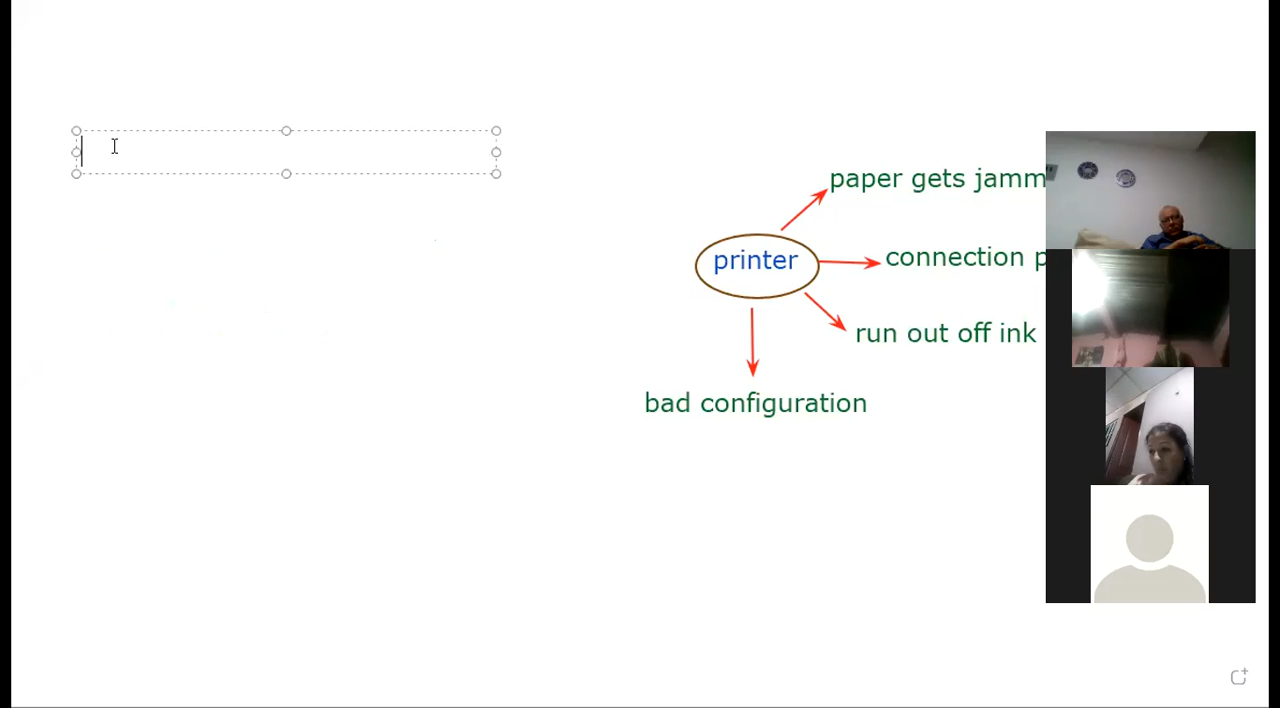 paper gets jamm
printer
connection p
run out off ink
bad configuration